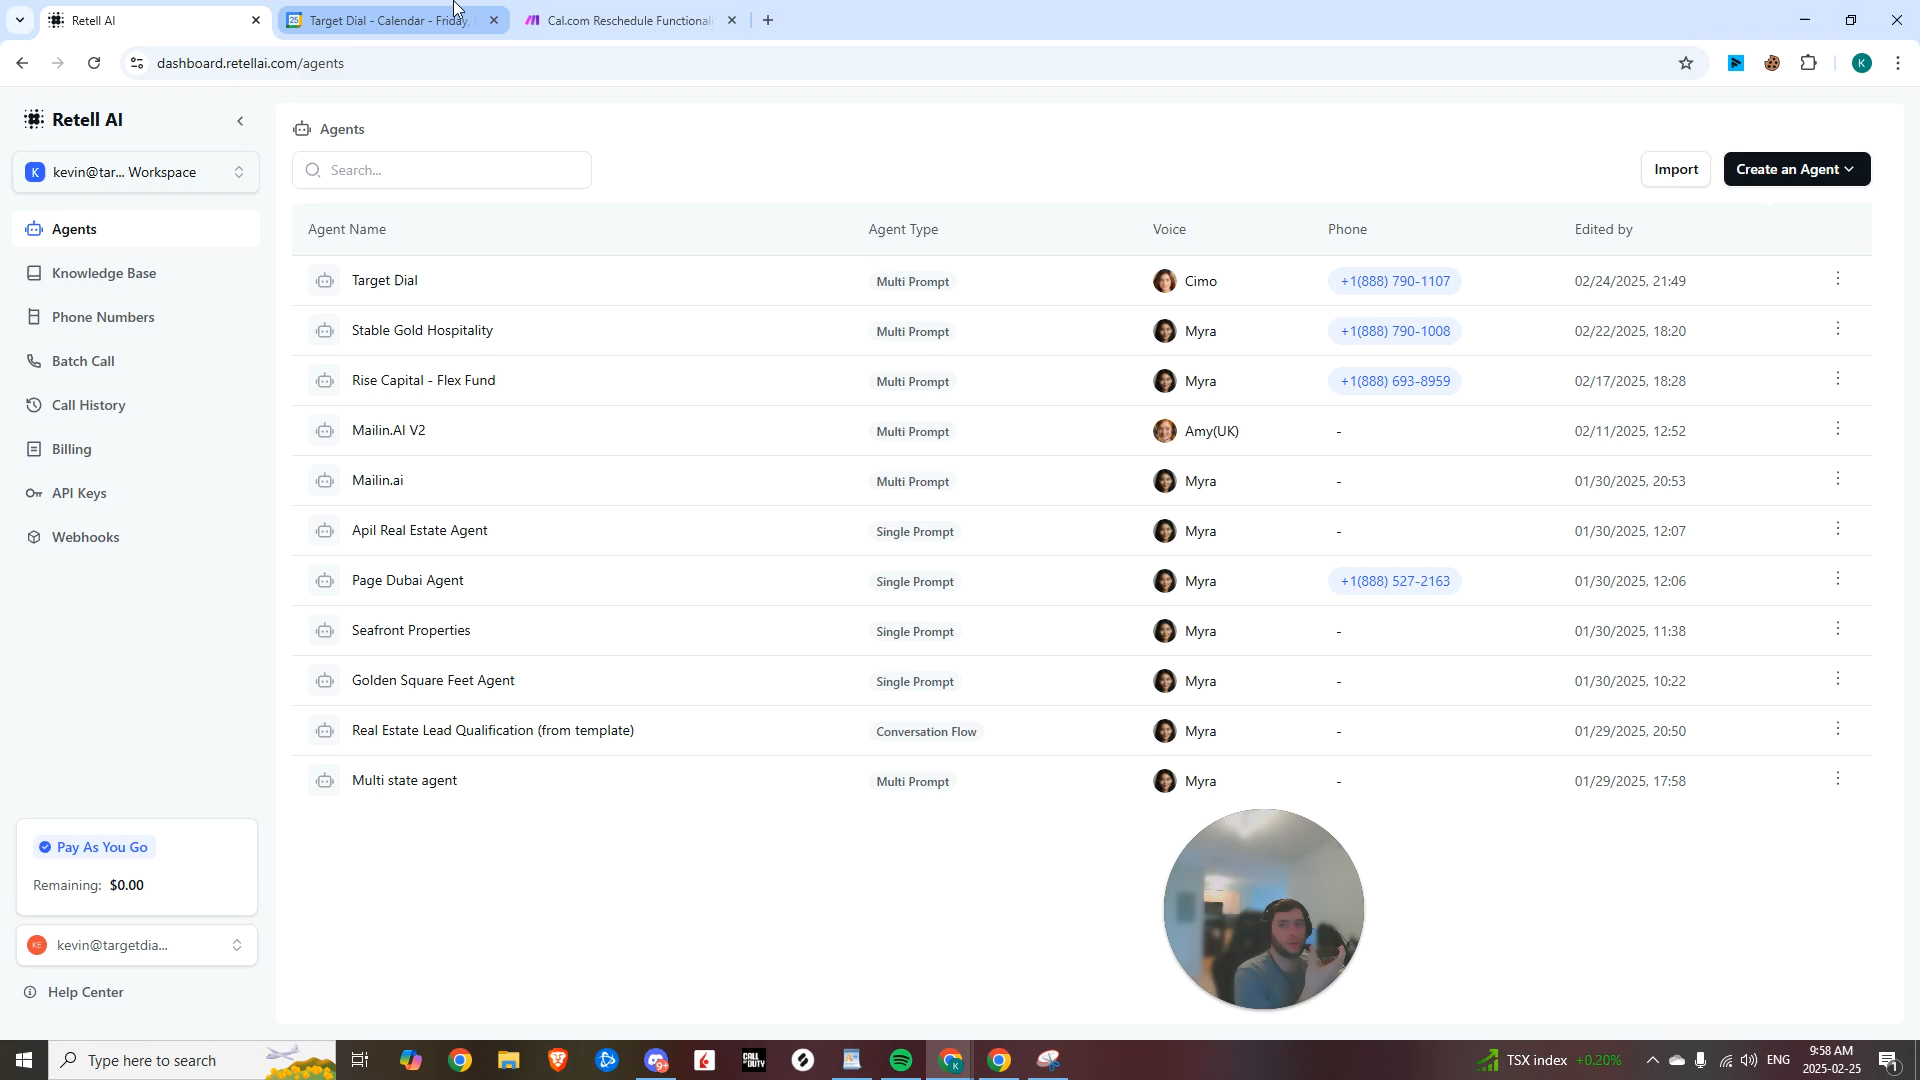 Retell AI
Target Dial - Calendar - Friday,
Cal.com Reschedule Functionali
dashboard.retellai.com/agents
K
Retell AI
K kevin@tar... Workspace
Agents
Knowledge Base
Phone Numbers
Batch Call
Call History
Billing
API Keys
Webhooks
Pay As You Go
Remaining: $0.00
KE kevin@targetdia...
Help Center
Agents
Search...
Import
Create an Agent
Agent Name Agent Type Voice Phone Edited by
Target Dial Multi Prompt Cimo +1(888) 790-1107 02/24/2025, 21:49
Stable Gold Hospitality Multi Prompt Myra +1(888) 790-1008 02/22/2025, 18:20
Rise Capital - Flex Fund Multi Prompt Myra +1(888) 693-8959 02/17/2025, 18:28
Mailin.AI V2 Multi Prompt Amy(UK) - 02/11/2025, 12:52
Mailin.ai Multi Prompt Myra - 01/30/2025, 20:53
Apil Real Estate Agent Single Prompt Myra - 01/30/2025, 12:07
Page Dubai Agent Single Prompt Myra +1(888) 527-2163 01/30/2025, 12:06
Seafront Properties Single Prompt Myra - 01/30/2025, 11:38
Golden Square Feet Agent Single Prompt Myra - 01/30/2025, 10:22
Real Estate Lead Qualification (from template) Conversation Flow Myra - 01/29/2025, 20:50
Multi state agent Multi Prompt Myra - 01/29/2025, 17:58
Type here to search
9+
CALL OF DUTY
K
TSX index +0.20%
ENG
9:58 AM
2025-02-25
1